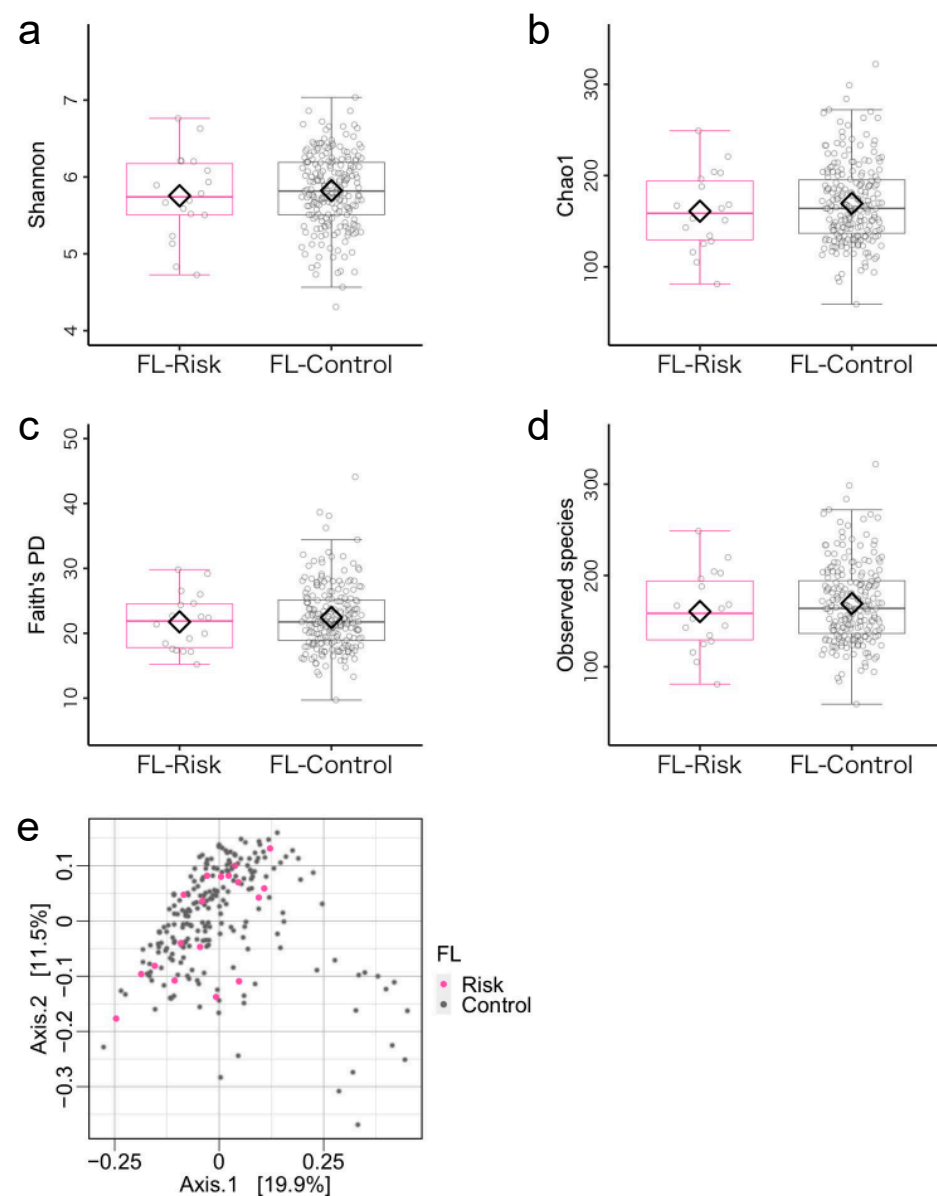 a
Shannon
7
6
5
4
FL-Risk FL-Control
b
Chao1
300
200
100
FL-Risk FL-Control
c
Faith's PD
50
40
30
20
10
FL-Risk FL-Control
d
Observed species
300
200
100
FL-Risk FL-Control
e
Axis.2 [11.5%]
0.1
0
−0.1
−0.2
−0.3
−0.25 0 0.25
Axis.1 [19.9%]
FL
Risk
Control